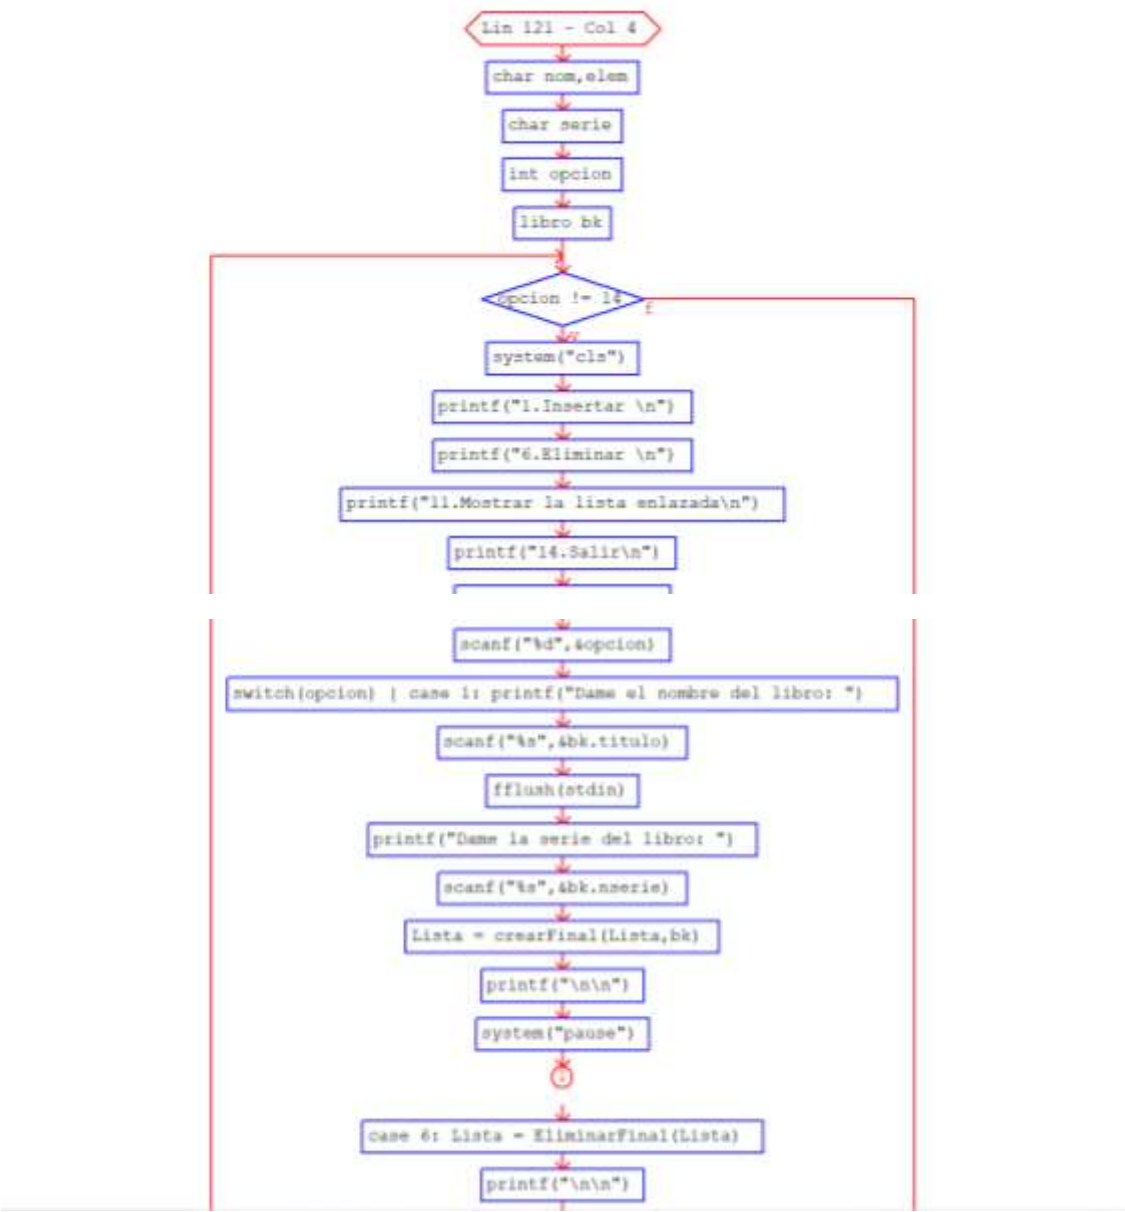 Lin 121 - Col 4
char nom,elem
char serie
int opcion
libro bk
opcion != 14
f
v
system("cls")
printf("1.Insertar \n")
printf("6.Eliminar \n")
printf("11.Mostrar la lista enlazada\n")
printf("14.Salir\n")
scanf("%d",&opcion)
switch(opcion) | case 1: printf("Dame el nombre del libro: ")
scanf("%s",&bk.titulo)
fflush(stdin)
printf("Dame la serie del libro: ")
scanf("%s",&bk.nserie)
Lista = crearFinal(Lista,bk)
printf("\n\n")
system("pause")
case 6: Lista = EliminarFinal(Lista)
printf("\n\n")